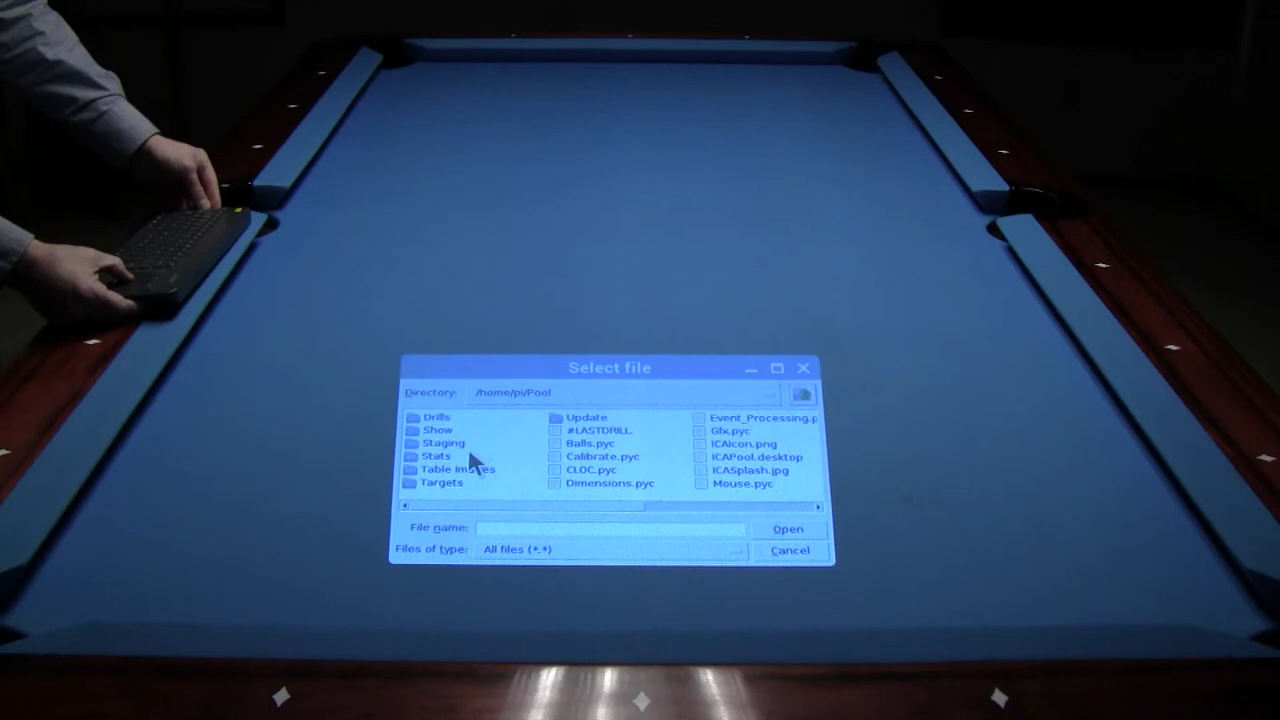 Select file
Directory: /home/pi/Pool
Drills Update Event_Processing.p
Show #LASTDRILL. Gfx.pyc
Staging Balls.pyc ICAIcon.png
Stats Calibrate.pyc ICAPool.desktop
Table Images CLOC.pyc ICASplash.jpg
Targets Dimensions.pyc Mouse.pyc
File name: Open
Files of type: All files (*.*) Cancel